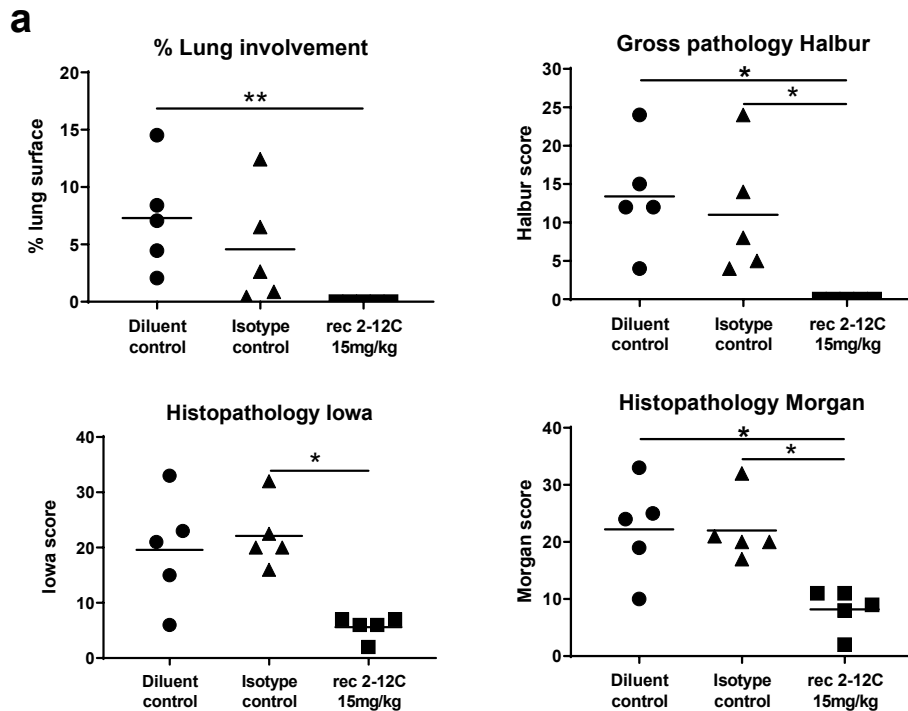 a
% Lung involvement
20
15
10
5
0
% lung surface
**
Diluent control
Isotype control
rec 2-12C 15mg/kg
Gross pathology Halbur
30
25
20
15
10
5
0
Halbur score
*
*
Diluent control
Isotype control
rec 2-12C 15mg/kg
Histopathology Iowa
40
30
20
10
0
Iowa score
*
Diluent control
Isotype control
rec 2-12C 15mg/kg
Histopathology Morgan
40
30
20
10
0
Morgan score
*
*
Diluent control
Isotype control
rec 2-12C 15mg/kg